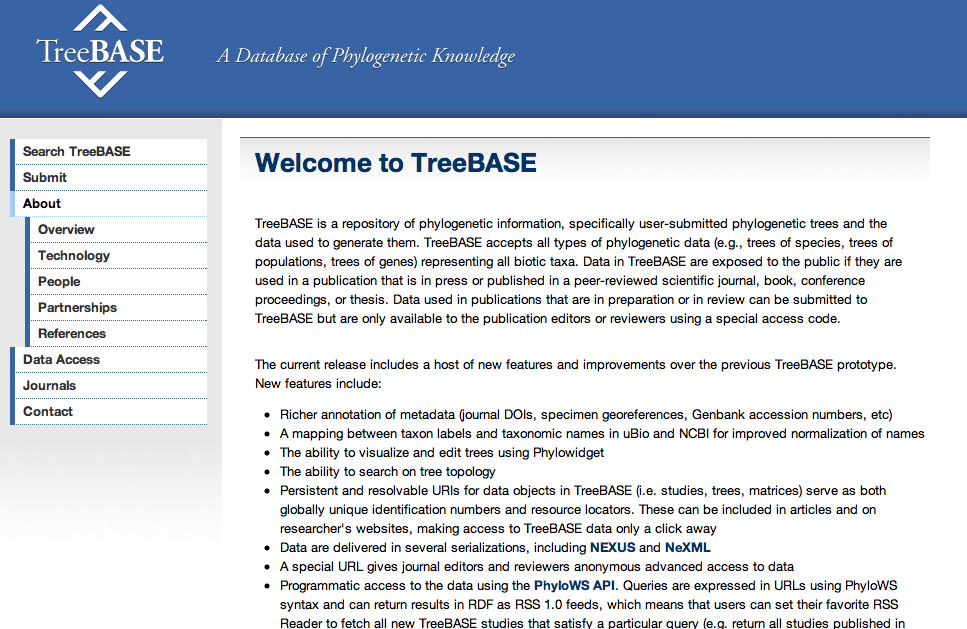 TreeBASE
A Database of Phylogenetic Knowledge
Search TreeBASE
Submit
About
Overview
Technology
People
Partnerships
References
Data Access
Journals
Contact
Welcome to TreeBASE
TreeBASE is a repository of phylogenetic information, specifically user-submitted phylogenetic trees and the
data used to generate them. TreeBASE accepts all types of phylogenetic data (e.g., trees of species, trees of
populations, trees of genes) representing all biotic taxa. Data in TreeBASE are exposed to the public if they are
used in a publication that is in press or published in a peer-reviewed scientific journal, book, conference
proceedings, or thesis. Data used in publications that are in preparation or in review can be submitted to
TreeBASE but are only available to the publication editors or reviewers using a special access code.
The current release includes a host of new features and improvements over the previous TreeBASE prototype.
New features include:
• Richer annotation of metadata (journal DOIs, specimen georeferences, Genbank accession numbers, etc)
• A mapping between taxon labels and taxonomic names in uBio and NCBI for improved normalization of names
• The ability to visualize and edit trees using Phylowidget
• The ability to search on tree topology
• Persistent and resolvable URIs for data objects in TreeBASE (i.e. studies, trees, matrices) serve as both
globally unique identification numbers and resource locators. These can be included in articles and on
researcher's websites, making access to TreeBASE data only a click away
• Data are delivered in several serializations, including NEXUS and NeXML
• A special URL gives journal editors and reviewers anonymous advanced access to data
• Programmatic access to the data using the PhyloWS API. Queries are expressed in URLs using PhyloWS
syntax and can return results in RDF as RSS 1.0 feeds, which means that users can set their favorite RSS
Reader to fetch all new TreeBASE studies that satisfy a particular query (e.g. return all studies published in